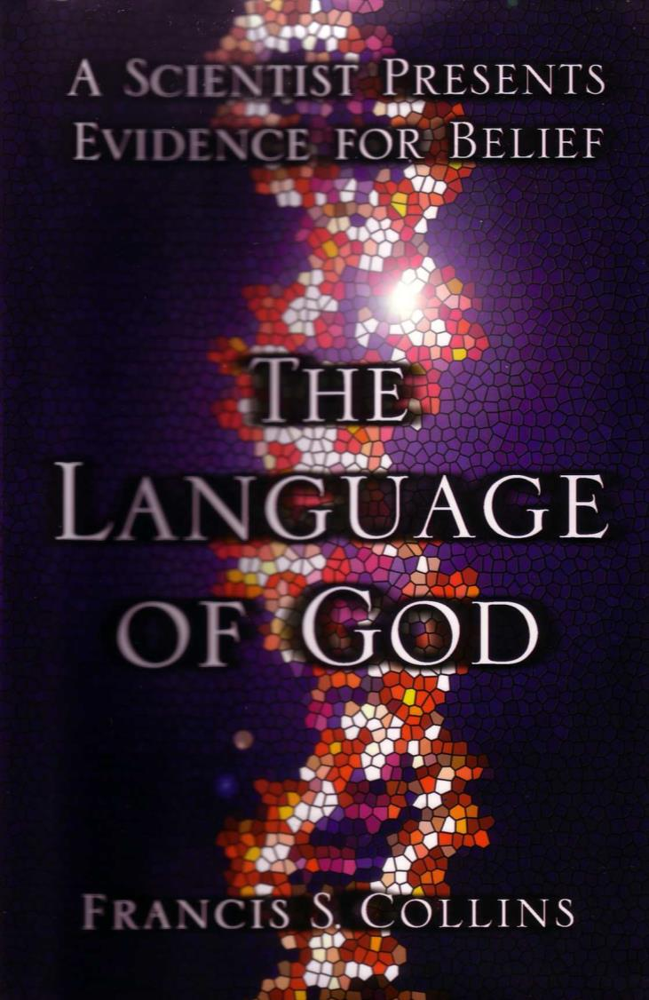 A Scientist Presents
Evidence for Belief
The
Language
of God
Francis S. Collins